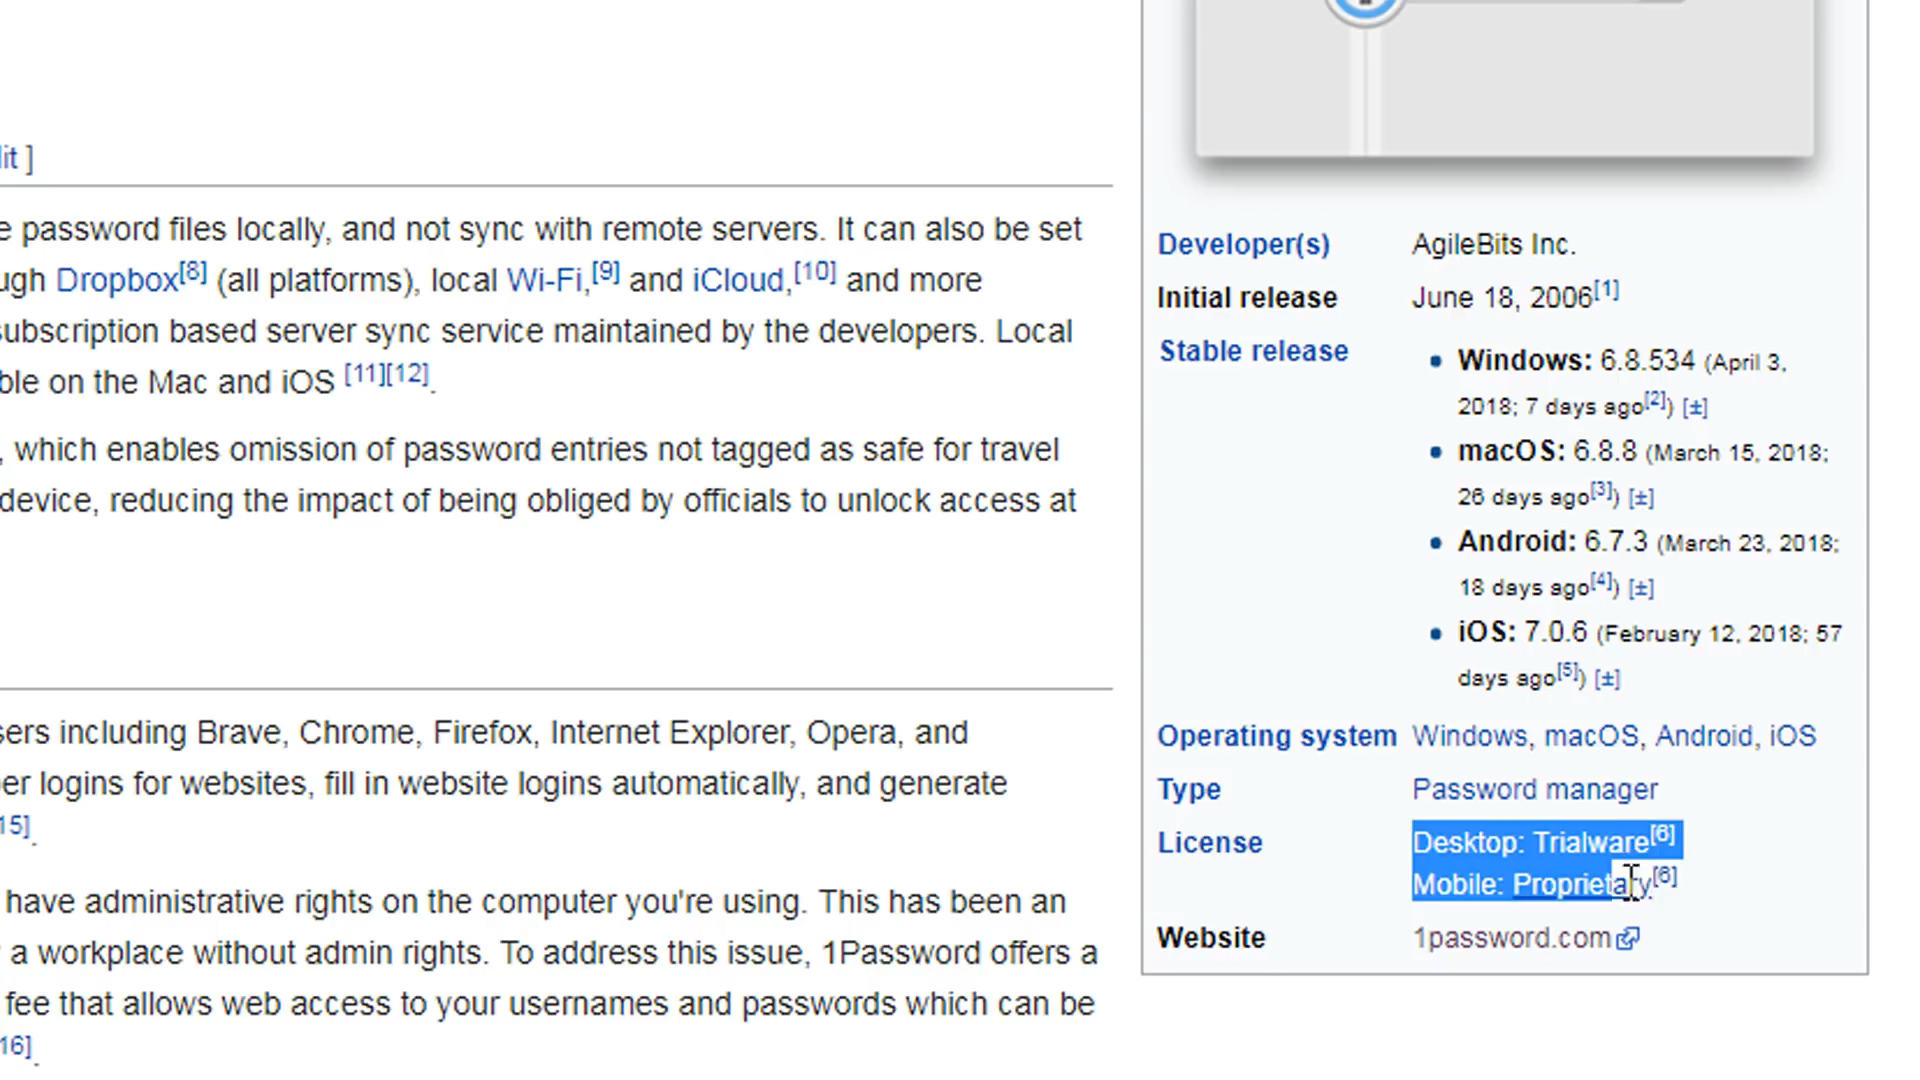 it ]
e password files locally, and not sync with remote servers. It can also be set
ugh Dropbox[8] (all platforms), local Wi-Fi,[9] and iCloud,[10] and more
subscription based server sync service maintained by the developers. Local
ble on the Mac and iOS [11][12].
, which enables omission of password entries not tagged as safe for travel
device, reducing the impact of being obliged by officials to unlock access at
sers including Brave, Chrome, Firefox, Internet Explorer, Opera, and
er logins for websites, fill in website logins automatically, and generate
15].
have administrative rights on the computer you're using. This has been an
a workplace without admin rights. To address this issue, 1Password offers a
fee that allows web access to your usernames and passwords which can be
16].
Developer(s) AgileBits Inc.
Initial release June 18, 2006[1]
Stable release
• Windows: 6.8.534 (April 3,
2018; 7 days ago[2]) [±]
• macOS: 6.8.8 (March 15, 2018;
26 days ago[3]) [±]
• Android: 6.7.3 (March 23, 2018;
18 days ago[4]) [±]
• iOS: 7.0.6 (February 12, 2018; 57
days ago[5]) [±]
Operating system Windows, macOS, Android, iOS
Type Password manager
License Desktop: Trialware[6]
Mobile: Proprietary[6]
Website 1password.com